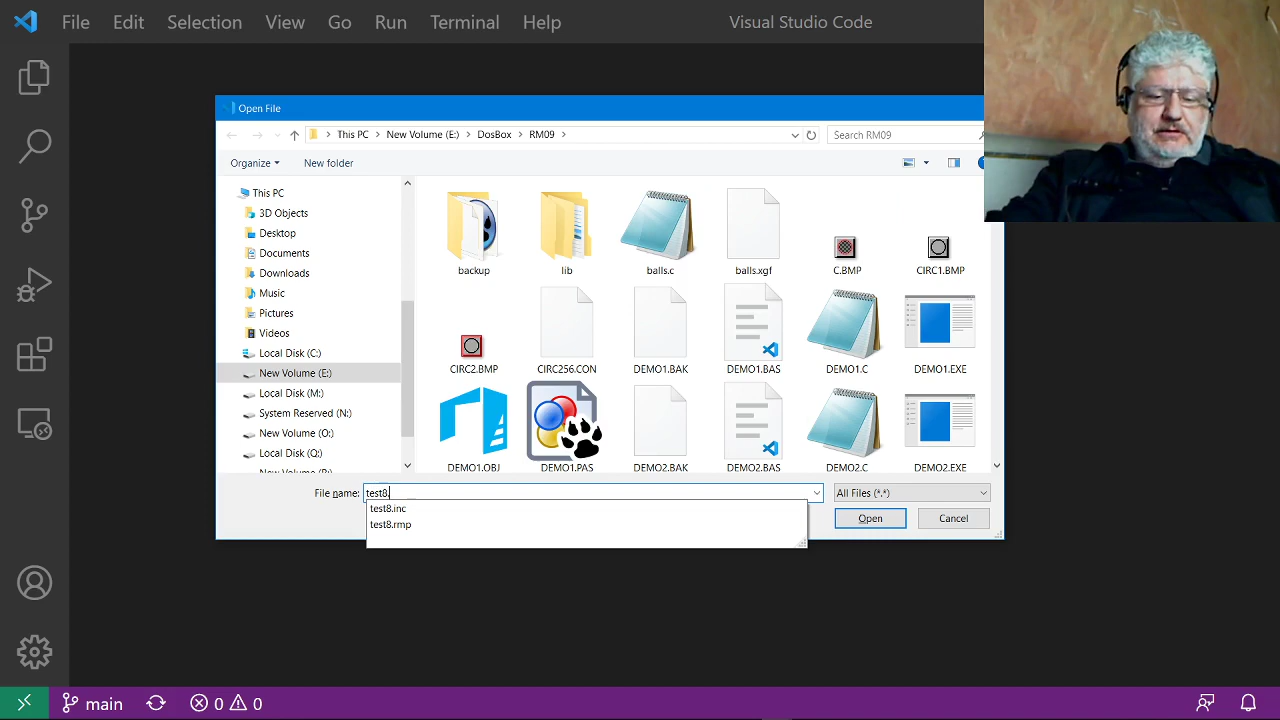 File Edit Selection View Go Run Terminal Help Visual Studio Code
Open File
This PC New Volume (E:) DosBox RM09 Search RM09
Organize New folder
This PC
3D Objects
Desktop
Documents
Downloads
Music
Pictures
Videos
Local Disk (C:)
New Volume (E:)
Local Disk (M:)
System Reserved (N:)
New Volume (O:)
Local Disk (Q:)
backup lib balls.c balls.xgf C.BMP CIRC1.BMP
CIRC2.BMP CIRC256.CON DEMO1.BAK DEMO1.BAS DEMO1.C DEMO1.EXE
DEMO1.OBJ DEMO1.PAS DEMO2.BAK DEMO2.BAS DEMO2.C DEMO2.EXE
File name: test8. All Files (*.*)
test8.inc
test8.rmp
Open Cancel
main 0 0